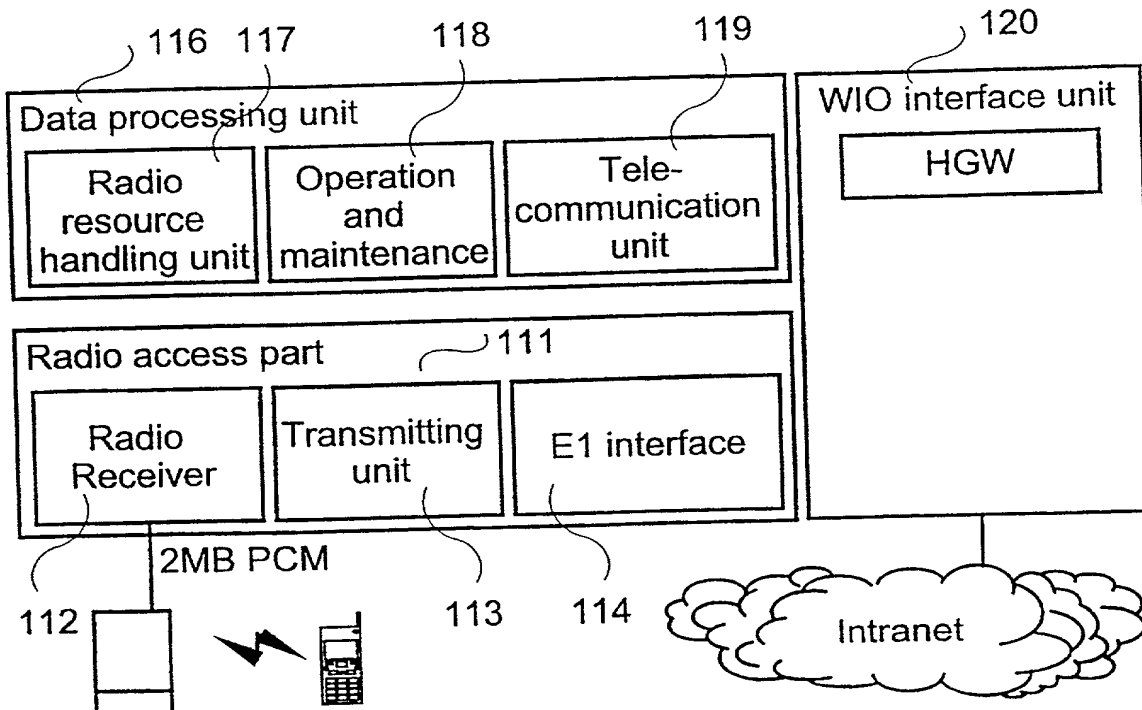 116
117
118
119
120
Data processing unit
Radio
resource
handling unit
Operation
and
maintenance
Tele-
communication
unit
WIO interface unit
HGW
Radio access part
111
Radio
Receiver
Transmitting
unit
E1 interface
2MB PCM
112
113
114
Intranet